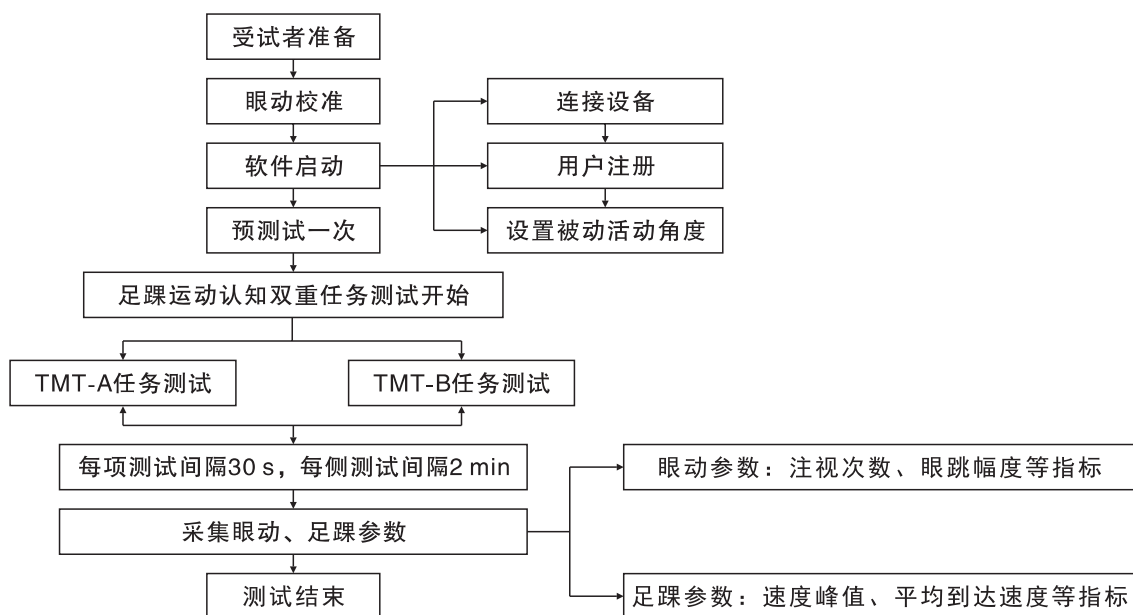 受试者准备
眼动校准
连接设备
软件启动
用户注册
预测试一次
设置被动活动角度
足踝运动认知双重任务测试开始
TMT-A任务测试
TMT-B任务测试
每项测试间隔30 s，每侧测试间隔2 min
眼动参数：注视次数、眼跳幅度等指标
采集眼动、足踝参数
测试结束
足踝参数：速度峰值、平均到达速度等指标